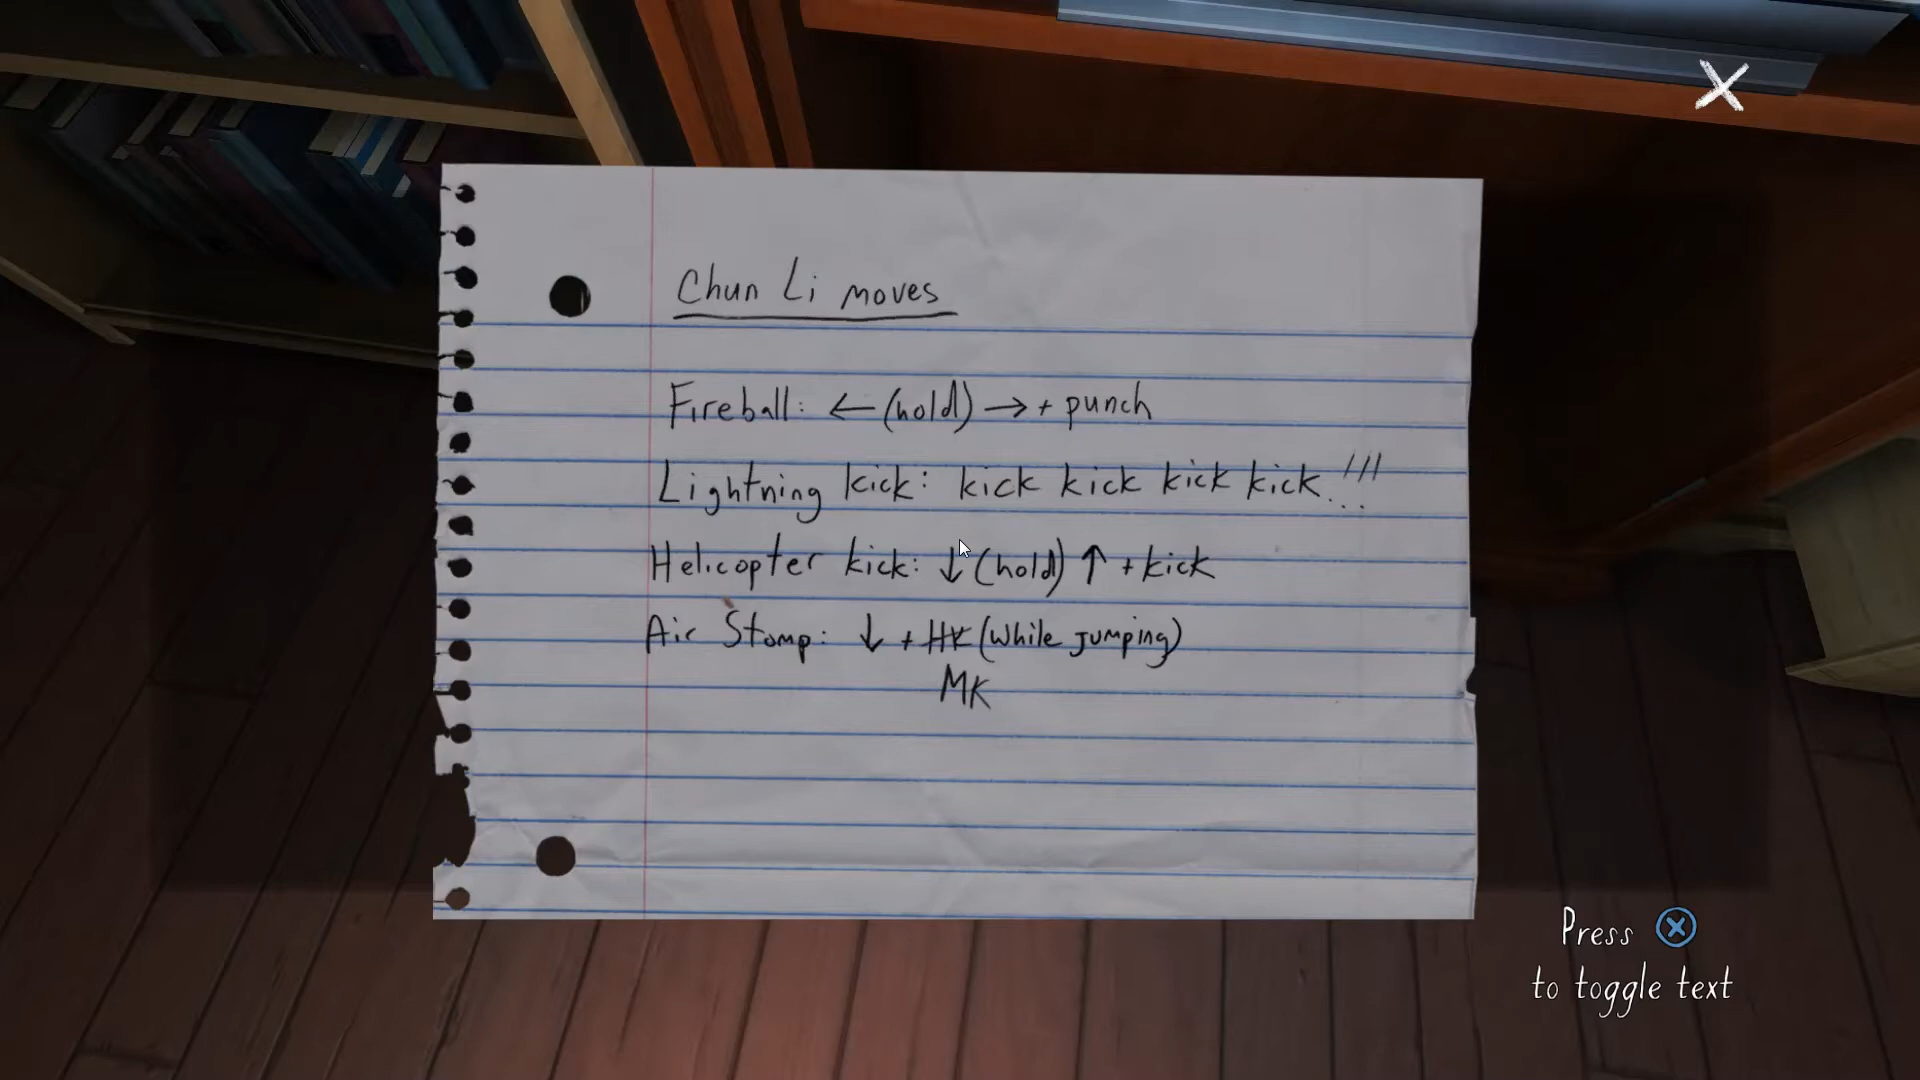 Chun Li moves
Fireball: ← (hold) → + punch
Lightning kick: kick kick kick kick!!!
Helicopter kick: ↓ (hold) ↑ + kick
Air Stomp: ↓ + HK (while jumping)
MK
Press ⓧ
to toggle text